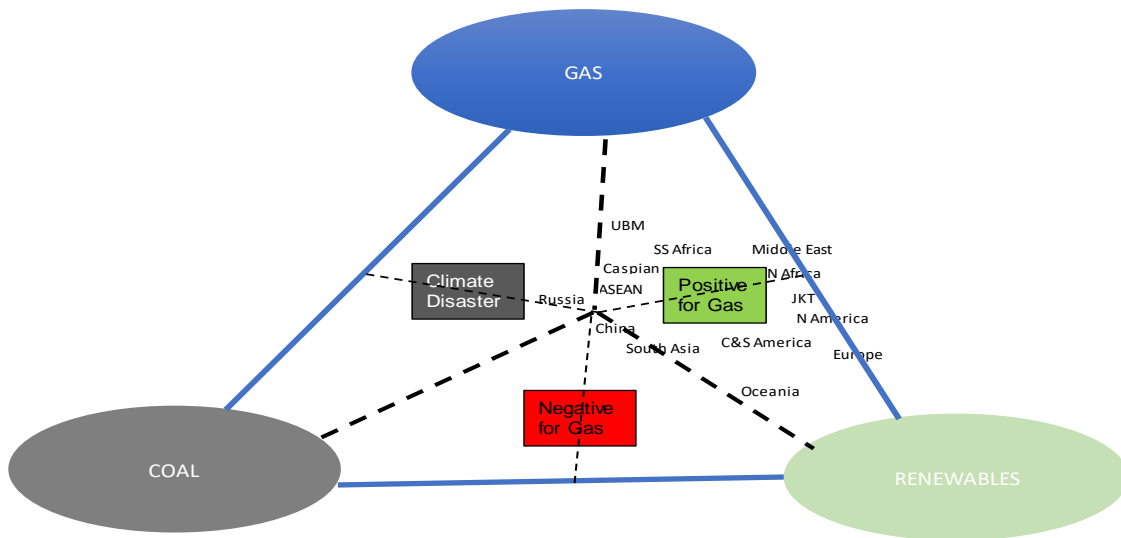 GAS
UBM
SS Africa
Middle East
Caspian
N Africa
Climate
Disaster
Positive
for Gas
ASEAN
Russia
JKT
N America
China
South Asia
C&S America
Europe
Oceania
Negative
for Gas
COAL
RENEWABLES